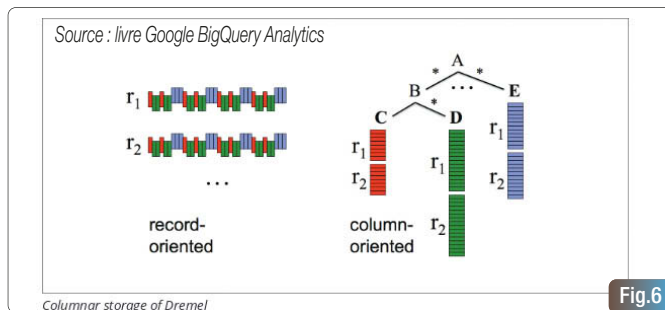 Source : livre Google BigQuery Analytics
r1
r2
...
record-
oriented
A
* *
B ... E
*
C D
r1
r2
r1
r2
r1
r2
column-
oriented
Columnar storage of Dremel
Fig.6